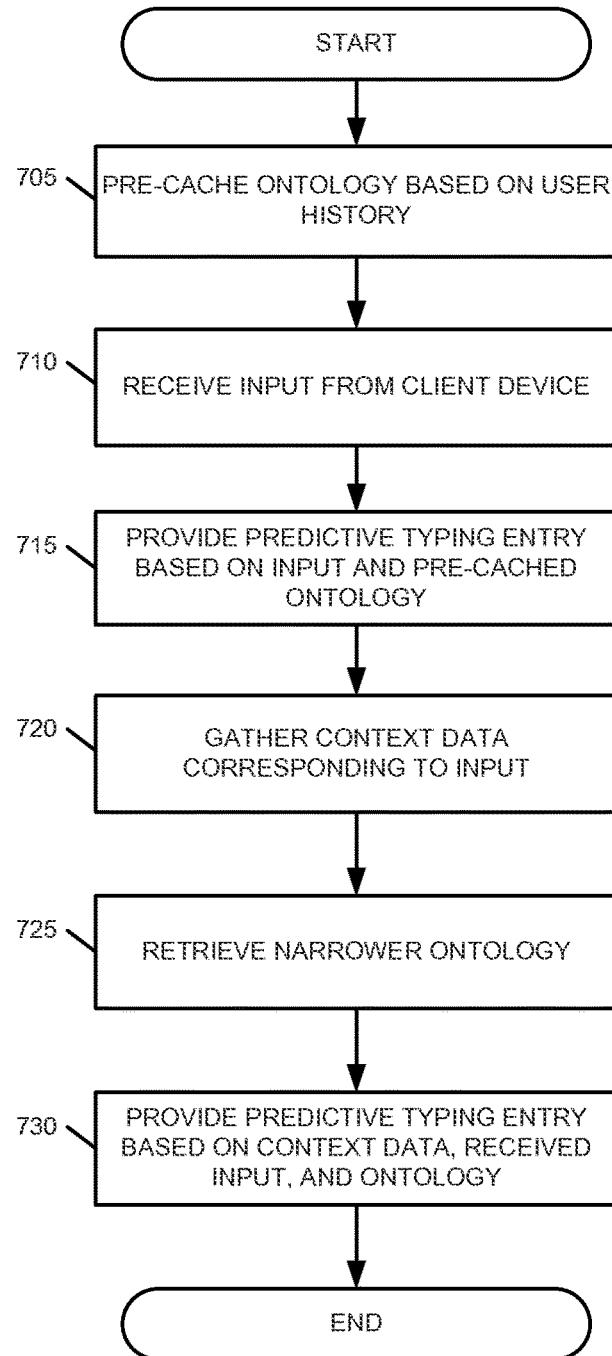 START
705
PRE-CACHE ONTOLOGY BASED ON USER
HISTORY
710
RECEIVE INPUT FROM CLIENT DEVICE
715
PROVIDE PREDICTIVE TYPING ENTRY
BASED ON INPUT AND PRE-CACHED
ONTOLOGY
720
GATHER CONTEXT DATA
CORRESPONDING TO INPUT
725
RETRIEVE NARROWER ONTOLOGY
730
PROVIDE PREDICTIVE TYPING ENTRY
BASED ON CONTEXT DATA, RECEIVED
INPUT, AND ONTOLOGY
END